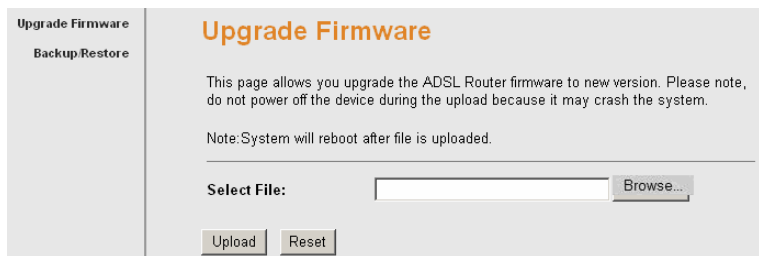 Upgrade Firmware
Backup/Restore
Upgrade Firmware
This page allows you upgrade the ADSL Router firmware to new version. Please note,
do not power off the device during the upload because it may crash the system.
Note:System will reboot after file is uploaded.
Select File:
Browse...
Upload
Reset